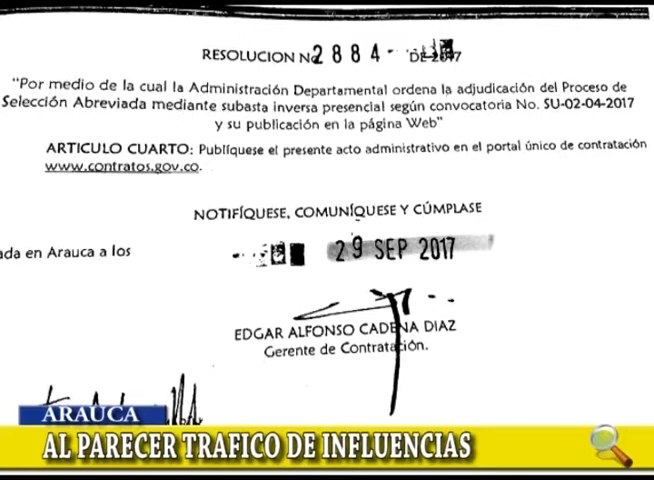 RESOLUCION No 2884 DE 2017
"Por medio de la cual la Administración Departamental ordena la adjudicación del Proceso de
Selección Abreviada mediante subasta inversa presencial según convocatoria No. SU-02-04-2017
y su publicación en la página Web"
ARTICULO CUARTO: Publíquese el presente acto administrativo en el portal único de contratación
www.contratos.gov.co.
NOTIFÍQUESE, COMUNÍQUESE Y CÚMPLASE
ada en Arauca a los
29 SEP 2017
EDGAR ALFONSO CADENA DIAZ
Gerente de Contratación.
ARAUCA
AL PARECER TRAFICO DE INFLUENCIAS